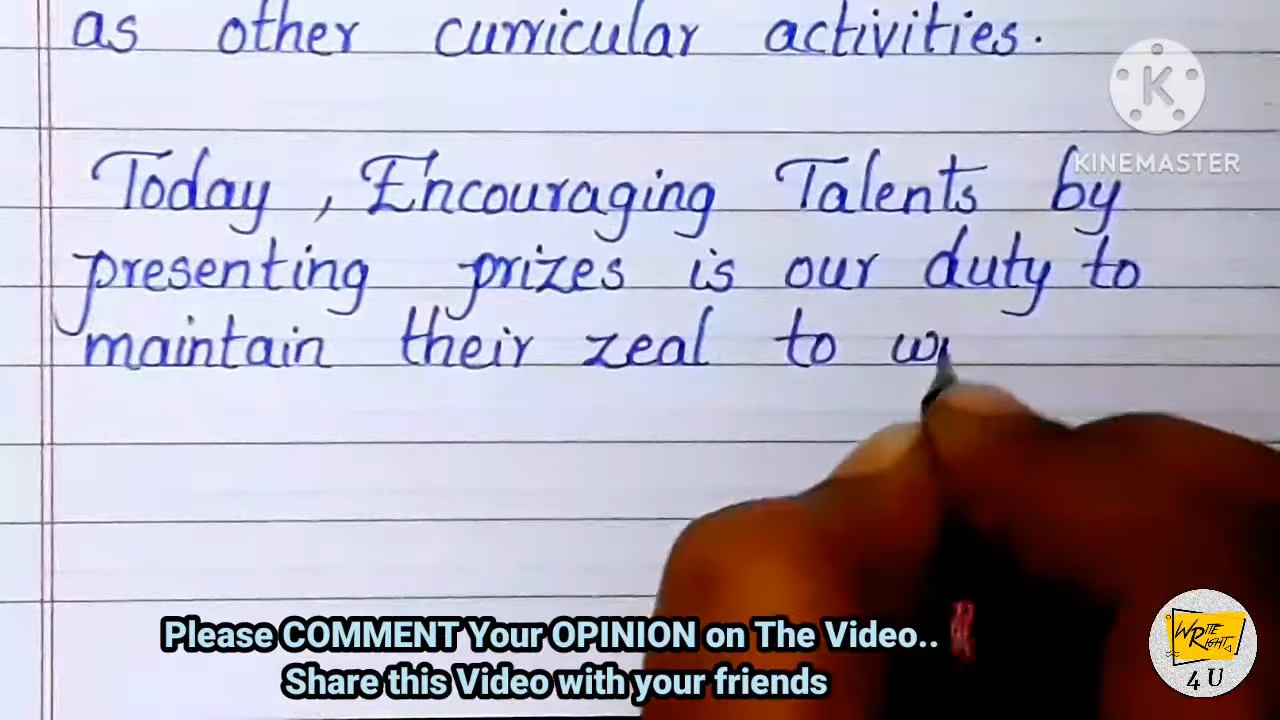 as other curricular activities.
KINEMASTER
Today, Encouraging Talents by
presenting prizes is our duty to
maintain their zeal to
Please COMMENT Your OPINION on The Video..
Share this Video with your friends
WRITE
RIGHT
4 U